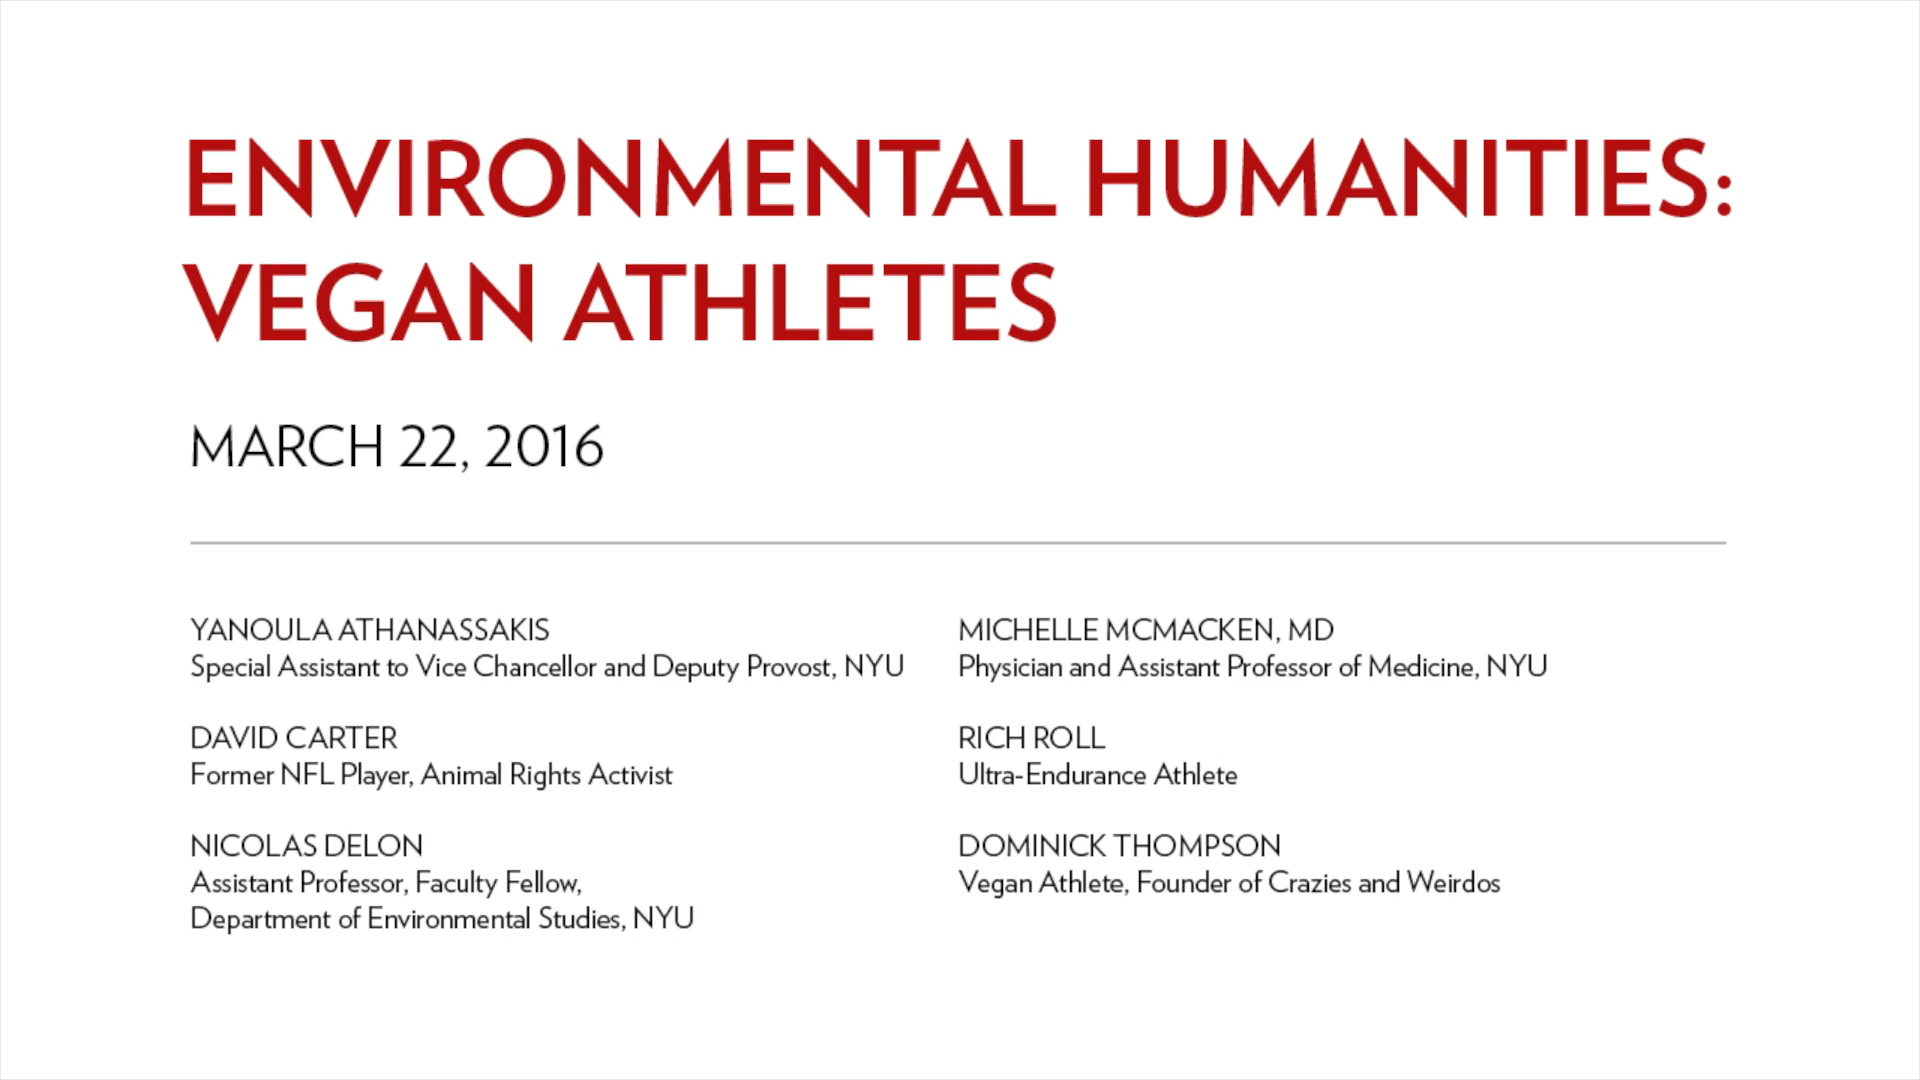 ENVIRONMENTAL HUMANITIES:
VEGAN ATHLETES
MARCH 22, 2016
YANOULA ATHANASSAKIS
Special Assistant to Vice Chancellor and Deputy Provost, NYU
DAVID CARTER
Former NFL Player, Animal Rights Activist
NICOLAS DELON
Assistant Professor, Faculty Fellow,
Department of Environmental Studies, NYU
MICHELLE MCMACKEN, MD
Physician and Assistant Professor of Medicine, NYU
RICH ROLL
Ultra-Endurance Athlete
DOMINICK THOMPSON
Vegan Athlete, Founder of Crazies and Weirdos